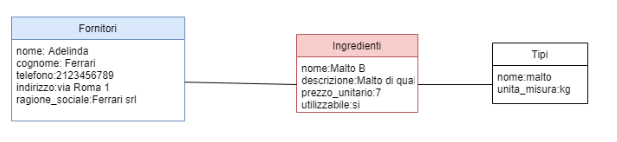 Fornitori
nome: Adelinda
cognome: Ferrari
telefono:2123456789
indirizzo:via Roma 1
ragione_sociale:Ferrari srl
Ingredienti
nome:Malto B
descrizione:Malto di qual
prezzo_unitario:7
utilizzabile:si
Tipi
nome:malto
unita_misura:kg